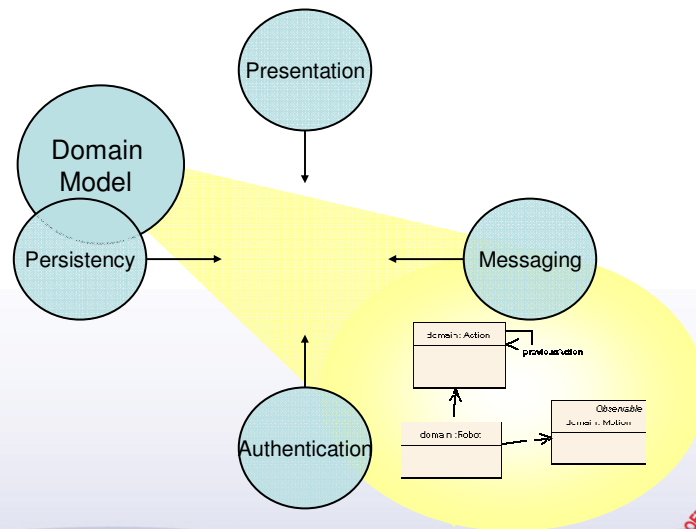 Presentation
Domain
Model
Persistency
Messaging
domain: Action
previousAction
Observable
domain: Motion
domain :Robot
Authentication